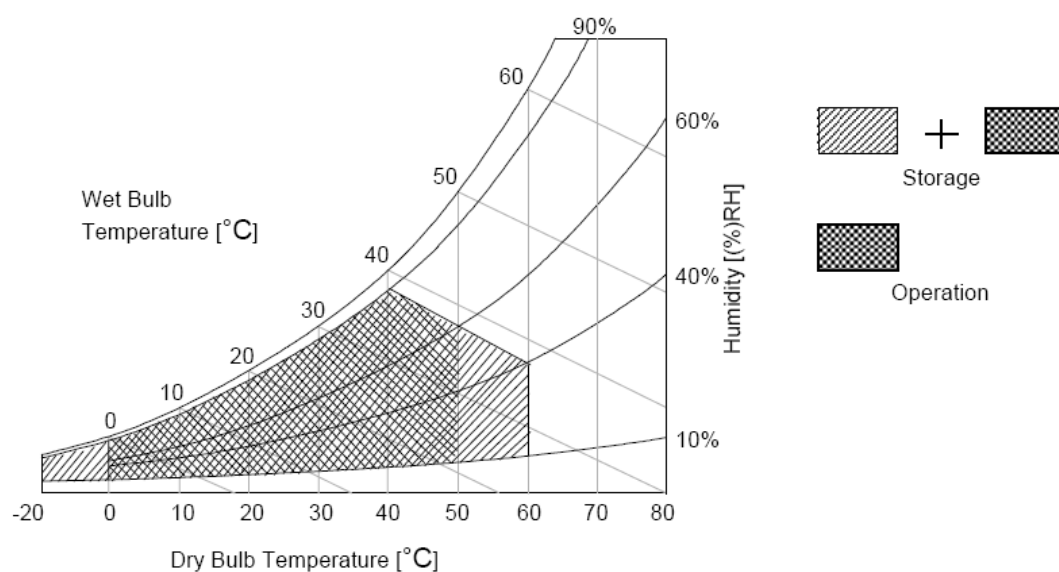 90%
60
60%
50
Wet Bulb
Temperature [°C]
40
40%
30
20
10
0
10%
Humidity [(%)RH]
-20 0 10 20 30 40 50 60 70 80
Dry Bulb Temperature [°C]
+
Storage
Operation